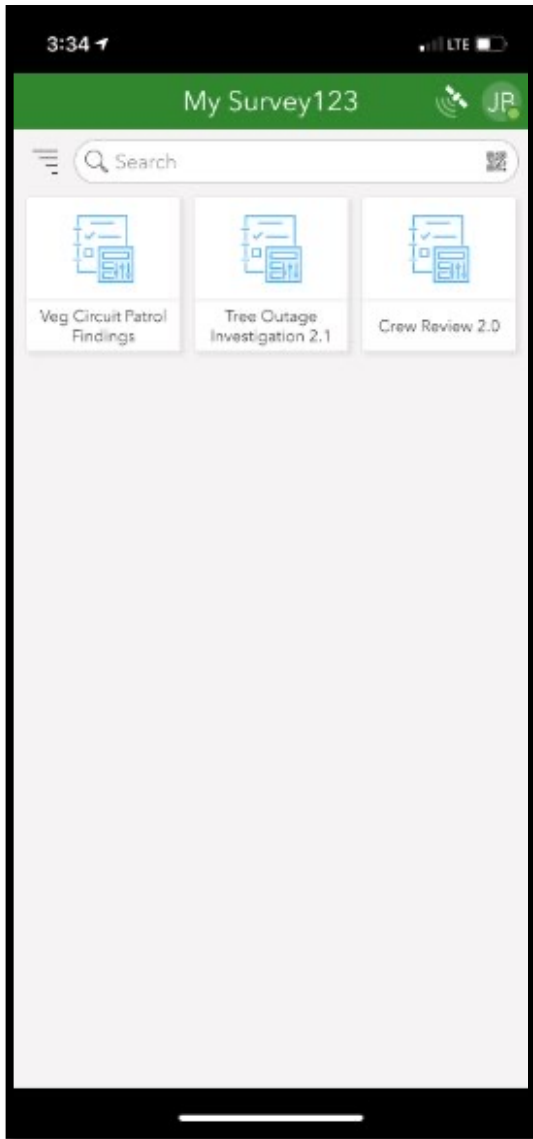 3:34
LTE
My Survey123
JP
Search
Veg Circuit Patrol
Findings
Tree Outage
Investigation 2.1
Crew Review 2.0